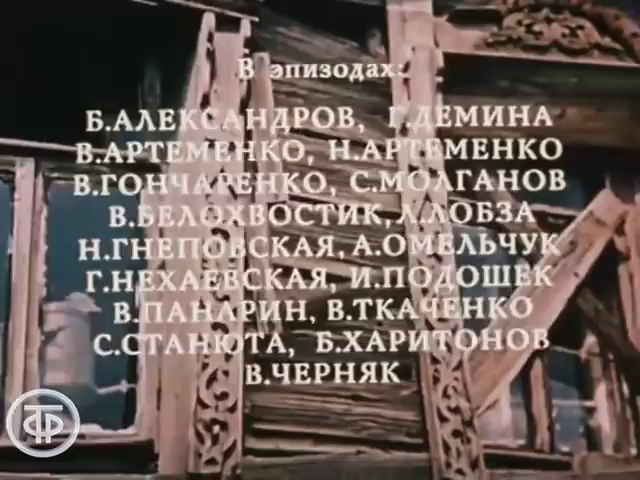 В эпизодах:
Б.АЛЕКСАНДРОВ, Г.ДЕМИНА
В.АРТЕМЕНКО, Н.АРТЕМЕНКО
В.ГОНЧАРЕНКО, С.МОЛГАНОВ
В.БЕЛОХВОСТИК, Л.ЛОБЗА
Н.ГНЕПОВСКАЯ, А.ОМЕЛЬЧУК
Г.НЕХАЕВСКАЯ, И.ПОДОШЕК
В.ПАНАРИН, В.ТКАЧЕНКО
С.СТАНЮТА, Б.ХАРИТОНОВ
В.ЧЕРНЯК
ТФ